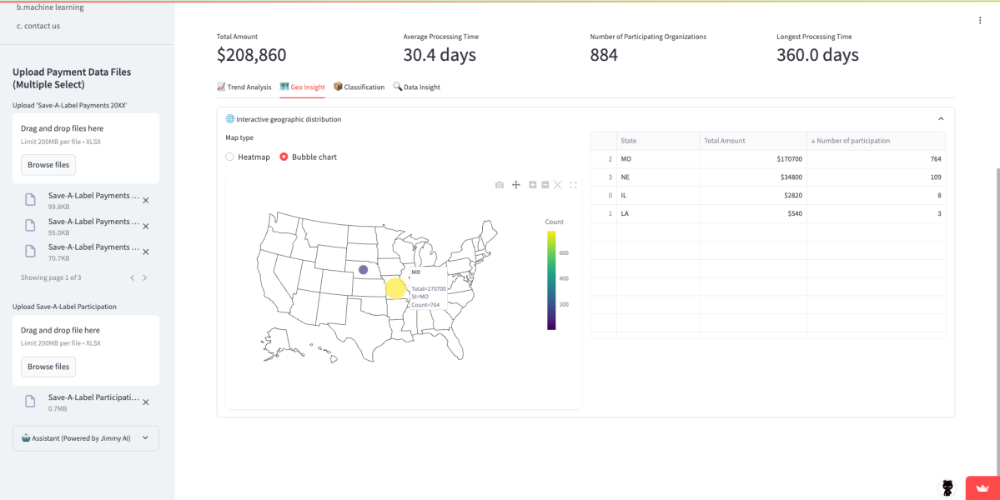 b.machine learning
c. contact us
Upload Payment Data Files
(Multiple Select)
Upload 'Save-A-Label Payments 20XX'
Drag and drop files here
Limit 200MB per file • XLSX
Browse files
Save-A-Label Payments ...
99.8KB
Save-A-Label Payments ...
95.0KB
Save-A-Label Payments ...
70.7KB
Showing page 1 of 3
Upload Save-A-Label Participation
Drag and drop file here
Limit 200MB per file • XLSX
Browse files
Save-A-Label Participati...
0.7MB
Assistant (Powered by Jimmy AI)
Total Amount
$208,860
Average Processing Time
30.4 days
Number of Participating Organizations
884
Longest Processing Time
360.0 days
Trend Analysis
Geo Insight
Classification
Data Insight
Interactive geographic distribution
Map type
Heatmap
Bubble chart
MO
Total=170700
St=MO
Count=764
Count
600
400
200
State Total Amount ↓ Number of participation
2 MO $170700 764
3 NE $34800 109
0 IL $2820 8
1 LA $540 3